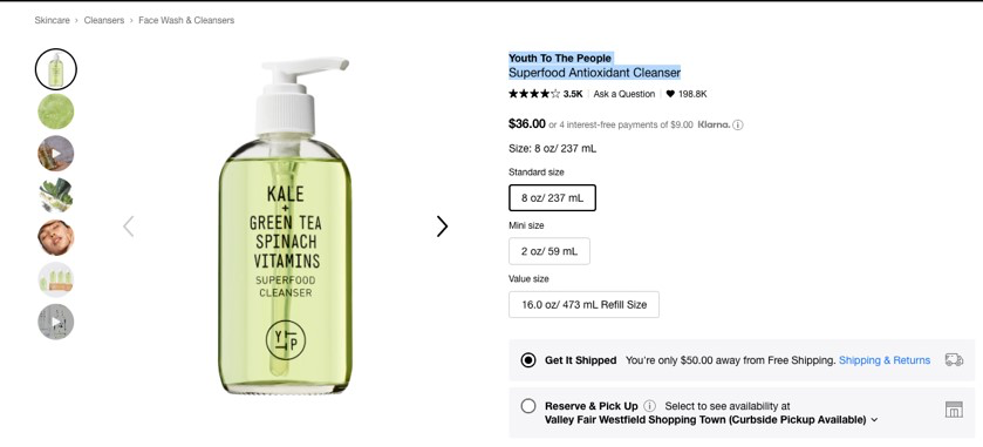 Skincare > Cleansers > Face Wash & Cleansers
Youth To The People
Superfood Antioxidant Cleanser
3.5K Ask a Question 198.8K
$36.00 or 4 interest-free payments of $9.00 Klarna.
Size: 8 oz/ 237 mL
Standard size
8 oz/ 237 mL
Mini size
2 oz/ 59 mL
Value size
16.0 oz/ 473 mL Refill Size
Get It Shipped You're only $50.00 away from Free Shipping. Shipping & Returns
Reserve & Pick Up Select to see availability at
Valley Fair Westfield Shopping Town (Curbside Pickup Available)
KALE
+
GREEN TEA
SPINACH
VITAMINS
SUPERFOOD
CLEANSER
YTTP